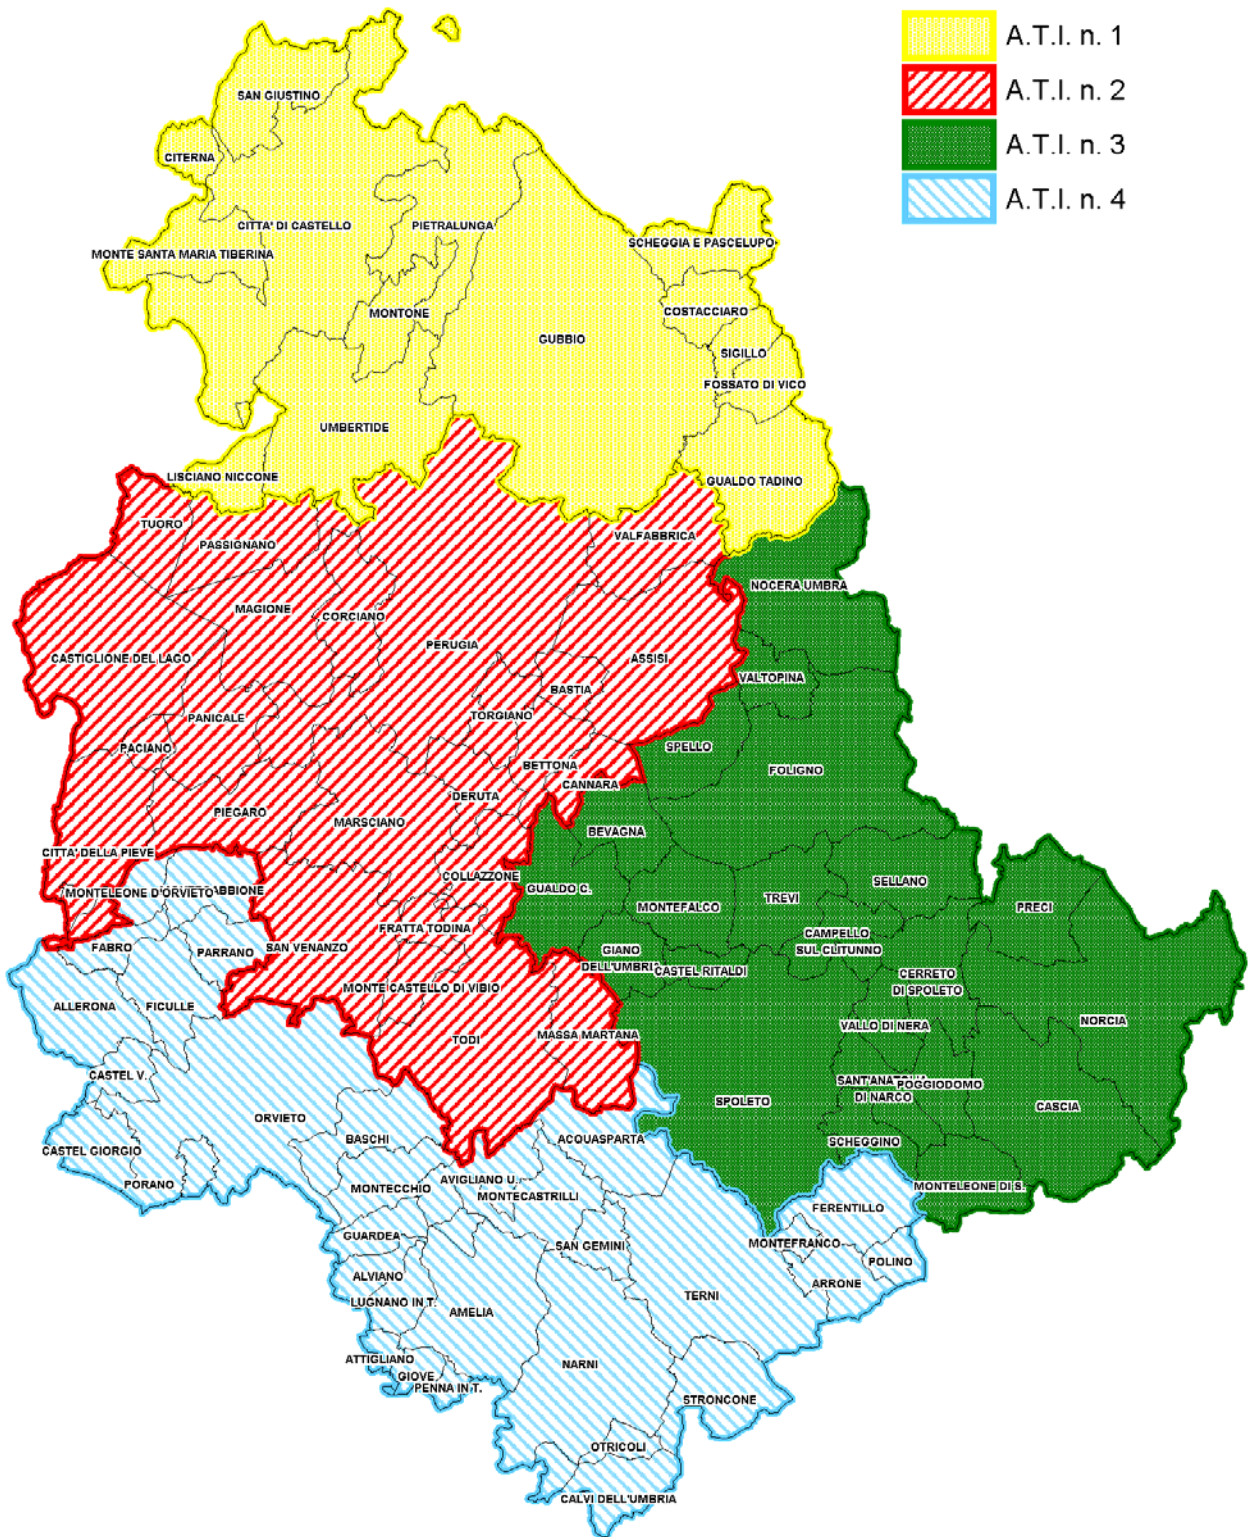 A.T.I. n. 1
A.T.I. n. 2
A.T.I. n. 3
A.T.I. n. 4
SAN GIUSTINO
CITERNA
CITTA' DI CASTELLO
PIETRALUNGA
MONTE SANTA MARIA TIBERINA
SCHEGGIA E PASCELUPO
MONTONE
COSTACCIARO
GUBBIO
SIGILLO
FOSSATO DI VICO
UMBERTIDE
LISCIANO NICCONE
GUALDO TADINO
TUORO
PASSIGNANO
VALFABBRICA
NOCERA UMBRA
MAGIONE
CORCIANO
PERUGIA
CASTIGLIONE DEL LAGO
ASSISI
VALTOPINA
BASTIA
PANICALE
TORGIANO
PACIANO
SPELLO
BETTONA
FOLIGNO
CANNARA
DERUTA
PIEGARO
MARSCIANO
BEVAGNA
CITTA' DELLA PIEVE
COLLAZZONE
SELLANO
MONTELEONE D'ORVIETO
ABBIONE
GUALDO C.
TREVI
MONTEFALCO
PRECI
FRATTA TODINA
CAMPELLO
SUL CLITUNNO
FABRO
PARRANO
SAN VENANZO
GIANO
DELL'UMBRIA
CASTEL RITALDI
CERRETO
DI SPOLETO
MONTE CASTELLO DI VIBIO
ALLERONA
FICULLE
NORCIA
VALLO DI NERA
TODI
MASSA MARTANA
CASTEL V.
SANT'ANATOLIA
DI NARCO
POGGIODOMO
SPOLETO
CASCIA
ORVIETO
BASCHI
ACQUASPARTA
SCHEGGINO
CASTEL GIORGIO
PORANO
AVIGLIANO U.
MONTECCHIO
MONTECASTRILLI
MONTELEONE DI S.
FERENTILLO
GUARDEA
SAN GEMINI
MONTEFRANCO
POLINO
ALVIANO
ARRONE
LUGNANO IN T.
AMELIA
TERNI
ATTIGLIANO
GIOVE
PENNA IN T.
NARNI
STRONCONE
OTRICOLI
CALVI DELL'UMBRIA